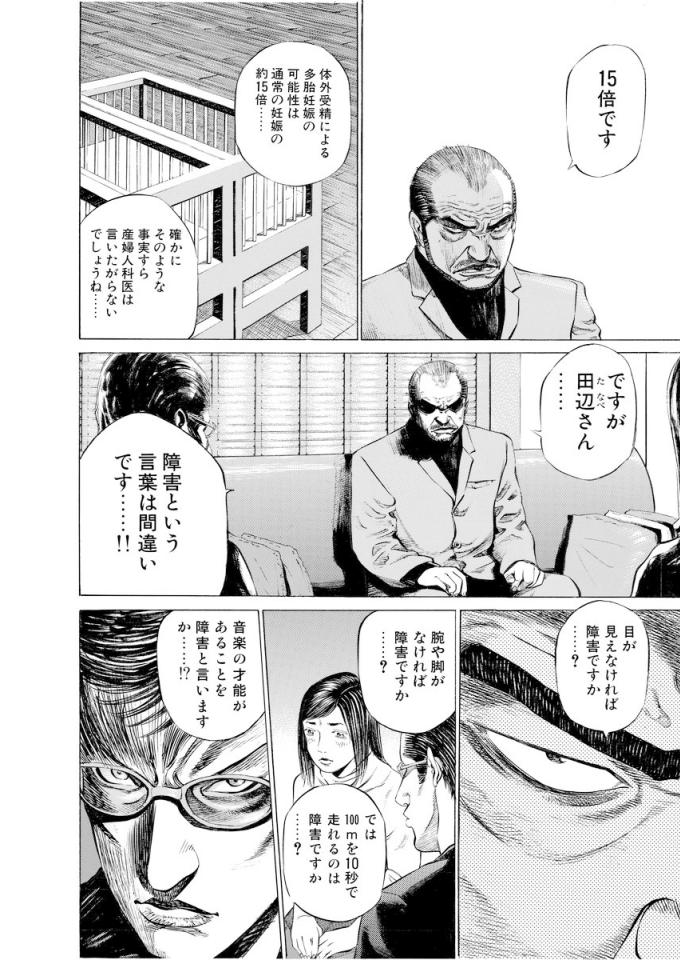 15倍です
体外受精による
多胎妊娠の
可能性は
通常の妊娠の
約15倍……
確かに
そのような
事実すら
産婦人科医は
言いたがらない
でしょうね……
ですが
田辺さん
たなべ
……
障害という
言葉は間違い
です……!!
目が
見えなければ
障害ですか
……?
腕や脚が
なければ
障害ですか
……?
では
100mを10秒で
走れるのは
障害ですか
……?
音楽の才能が
あることを
障害と言います
か……!?